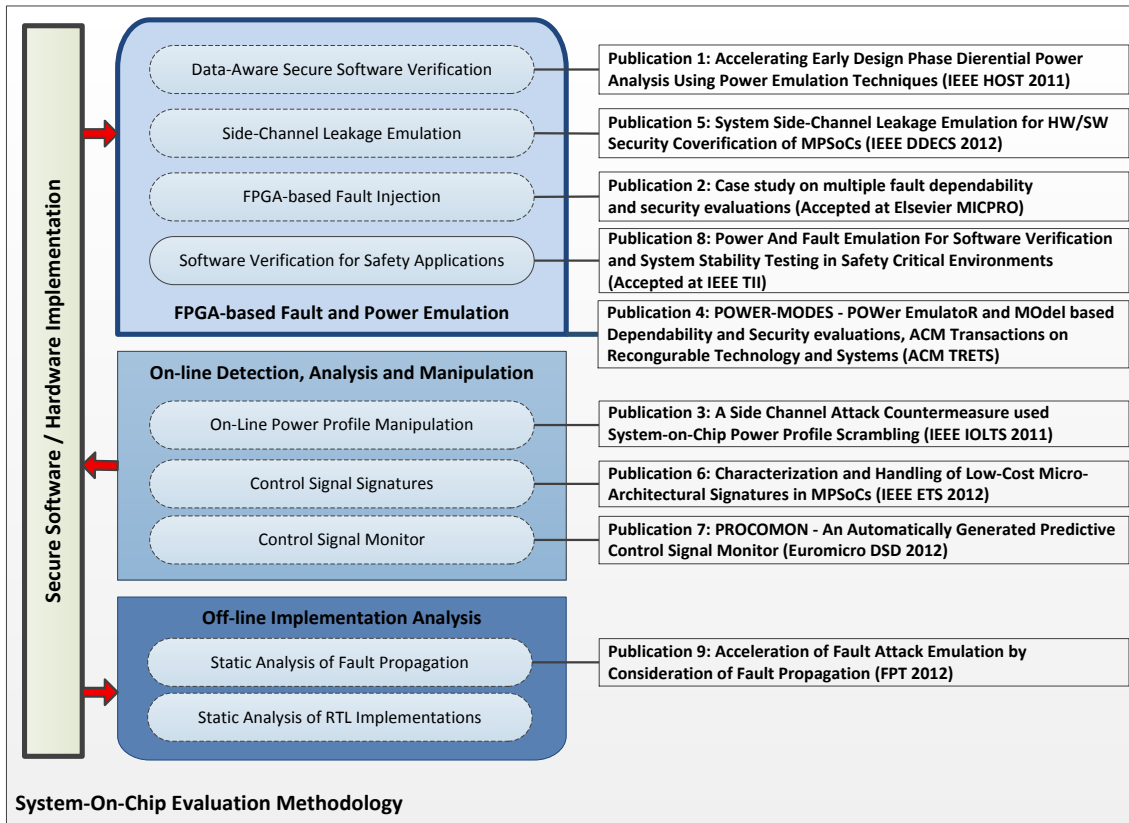 Secure Software / Hardware Implementation
Data-Aware Secure Software Verification
Side-Channel Leakage Emulation
FPGA-based Fault Injection
Software Verification for Safety Applications
FPGA-based Fault and Power Emulation
Publication 1: Accelerating Early Design Phase Dierential Power
Analysis Using Power Emulation Techniques (IEEE HOST 2011)
Publication 5: System Side-Channel Leakage Emulation for HW/SW
Security Coverification of MPSoCs (IEEE DDECS 2012)
Publication 2: Case study on multiple fault dependability
and security evaluations (Accepted at Elsevier MICPRO)
Publication 8: Power And Fault Emulation For Software Verification
and System Stability Testing in Safety Critical Environments
(Accepted at IEEE TII)
Publication 4: POWER-MODES - POWer EmulatoR and MOdel based
Dependability and Security evaluations, ACM Transactions on
Recongurable Technology and Systems (ACM TRETS)
On-line Detection, Analysis and Manipulation
On-Line Power Profile Manipulation
Control Signal Signatures
Control Signal Monitor
Publication 3: A Side Channel Attack Countermeasure used
System-on-Chip Power Profile Scrambling (IEEE IOLTS 2011)
Publication 6: Characterization and Handling of Low-Cost Micro-
Architectural Signatures in MPSoCs (IEEE ETS 2012)
Publication 7: PROCOMON - An Automatically Generated Predictive
Control Signal Monitor (Euromicro DSD 2012)
Off-line Implementation Analysis
Static Analysis of Fault Propagation
Static Analysis of RTL Implementations
Publication 9: Acceleration of Fault Attack Emulation by
Consideration of Fault Propagation (FPT 2012)
System-On-Chip Evaluation Methodology